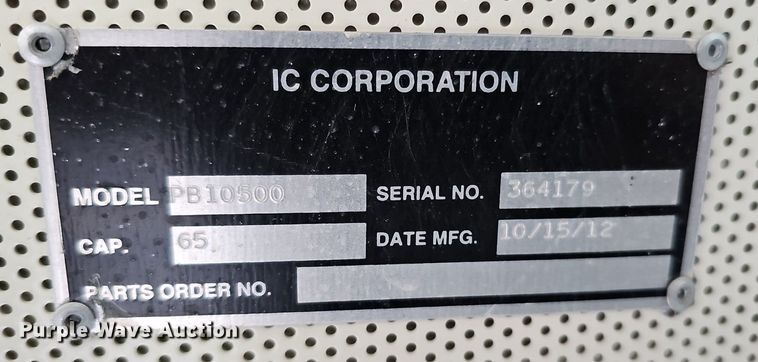 IC CORPORATION
MODEL PB10500 SERIAL NO. 364179
CAP. 65 DATE MFG. 10/15/12
PARTS ORDER NO.
Purple Wave Auction